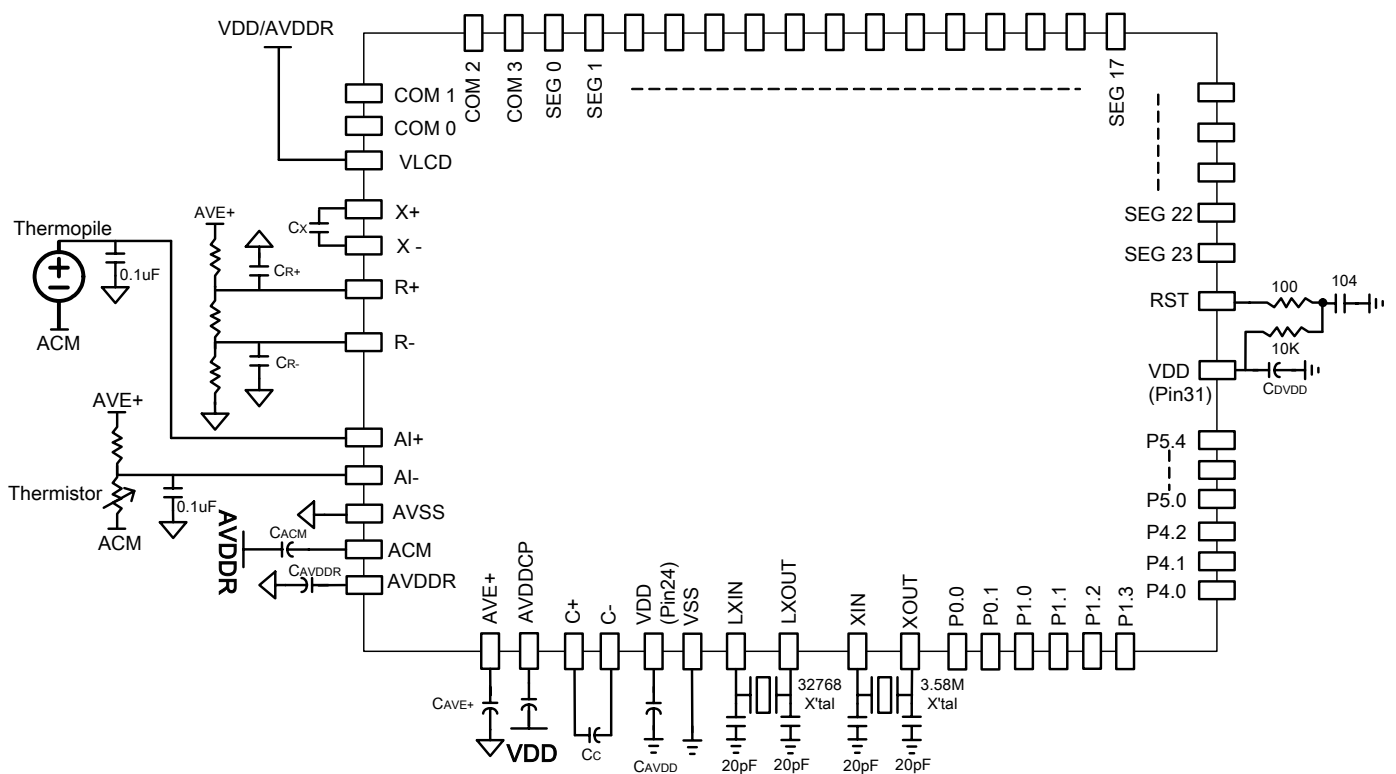 VDD/AVDDR
COM 2
COM 3
SEG 0
SEG 1
SEG 17
COM 1
COM 0
VLCD
X+
X -
CX
AVE+
CR+
R+
R-
CR-
Thermopile
0.1uF
ACM
AI+
AI-
AVE+
Thermistor
0.1uF
ACM
AVSS
AVDDR
CACM
ACM
CAVDDR
AVDDR
SEG 22
SEG 23
RST
100
104
10K
VDD
(Pin31)
CDVDD
P5.4
P5.0
P4.2
P4.1
P4.0
AVE+
AVDDCP
C+
C-
VDD
(Pin24)
VSS
LXIN
LXOUT
XIN
XOUT
P0.0
P0.1
P1.0
P1.1
P1.2
P1.3
CAVE+
VDD
CC
CAVDD
32768
X'tal
20pF
20pF
3.58M
X'tal
20pF
20pF